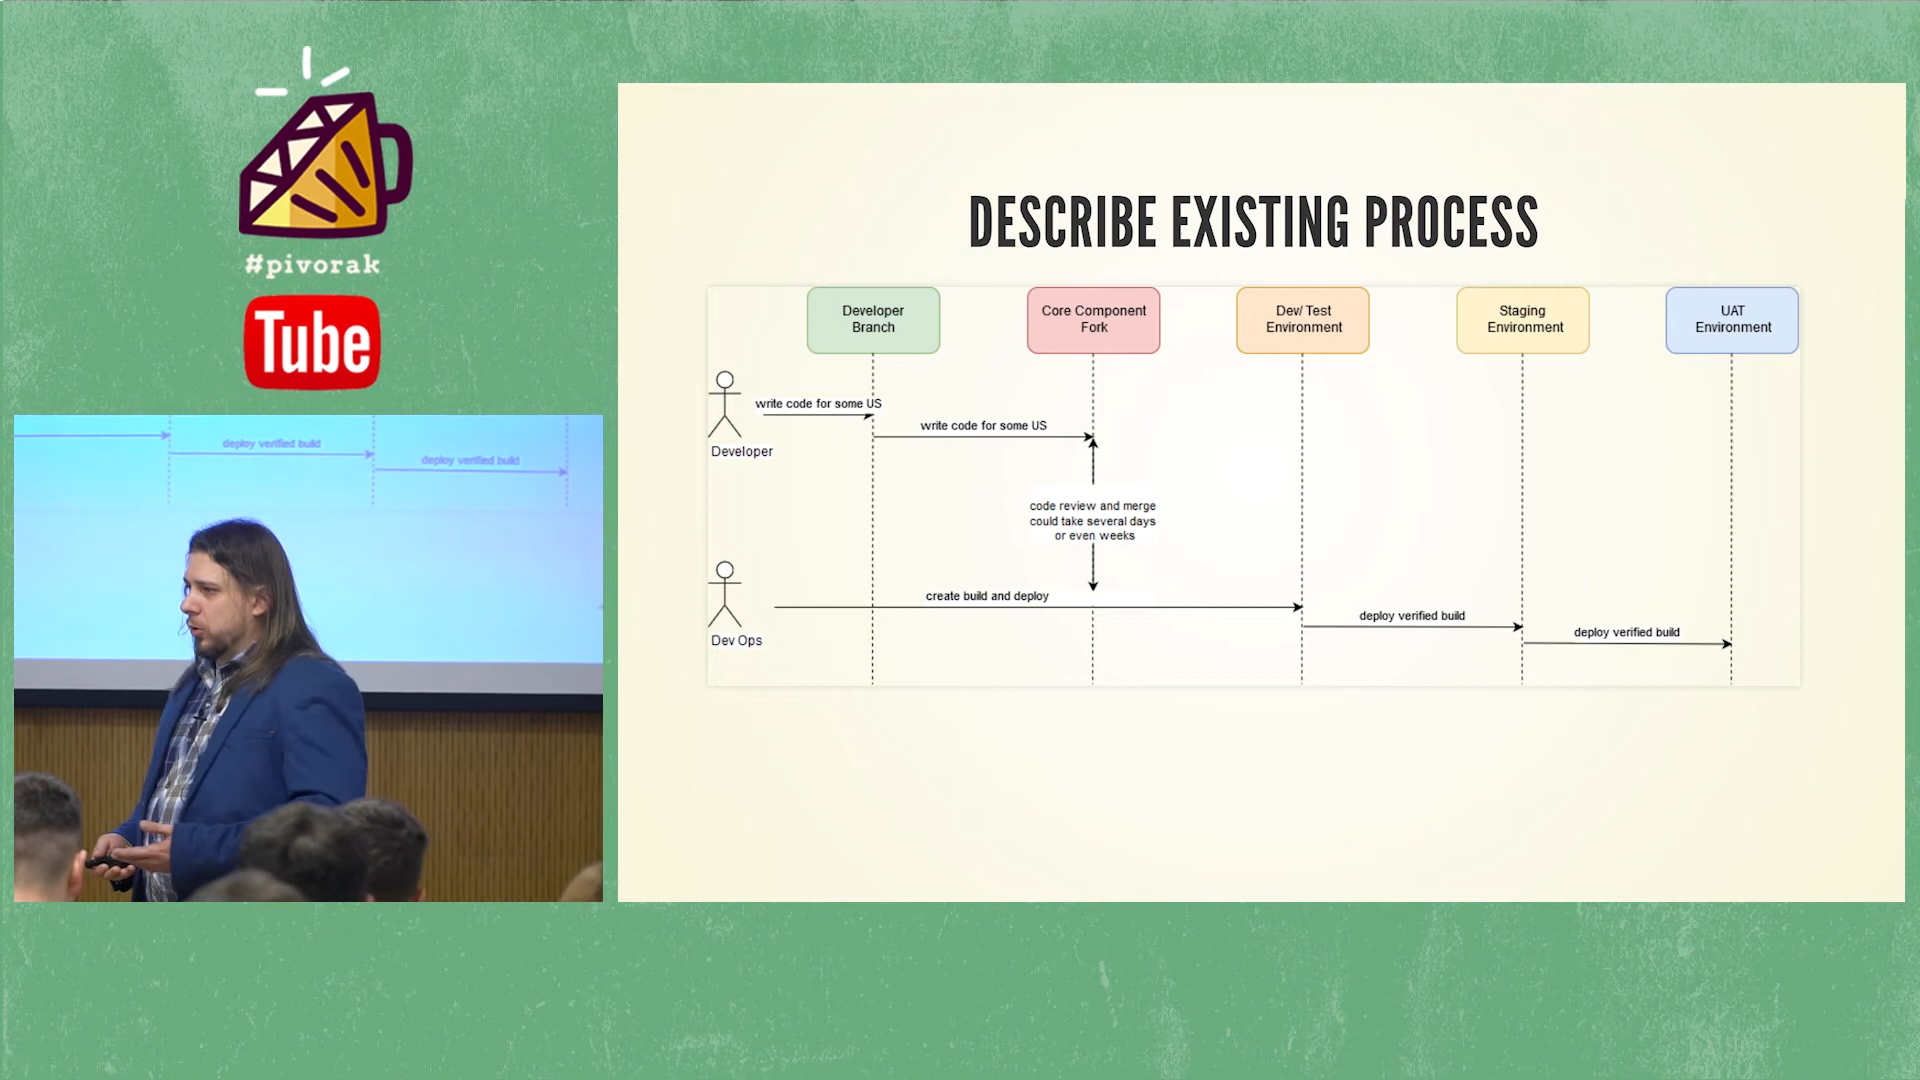 #pivorak
Tube
DESCRIBE EXISTING PROCESS
Developer
Branch
Core Component
Fork
Dev/ Test
Environment
Staging
Environment
UAT
Environment
write code for some US
write code for some US
Developer
code review and merge
could take several days
or even weeks
create build and deploy
deploy verified build
deploy verified build
Dev Ops
deploy verified build
deploy verified build